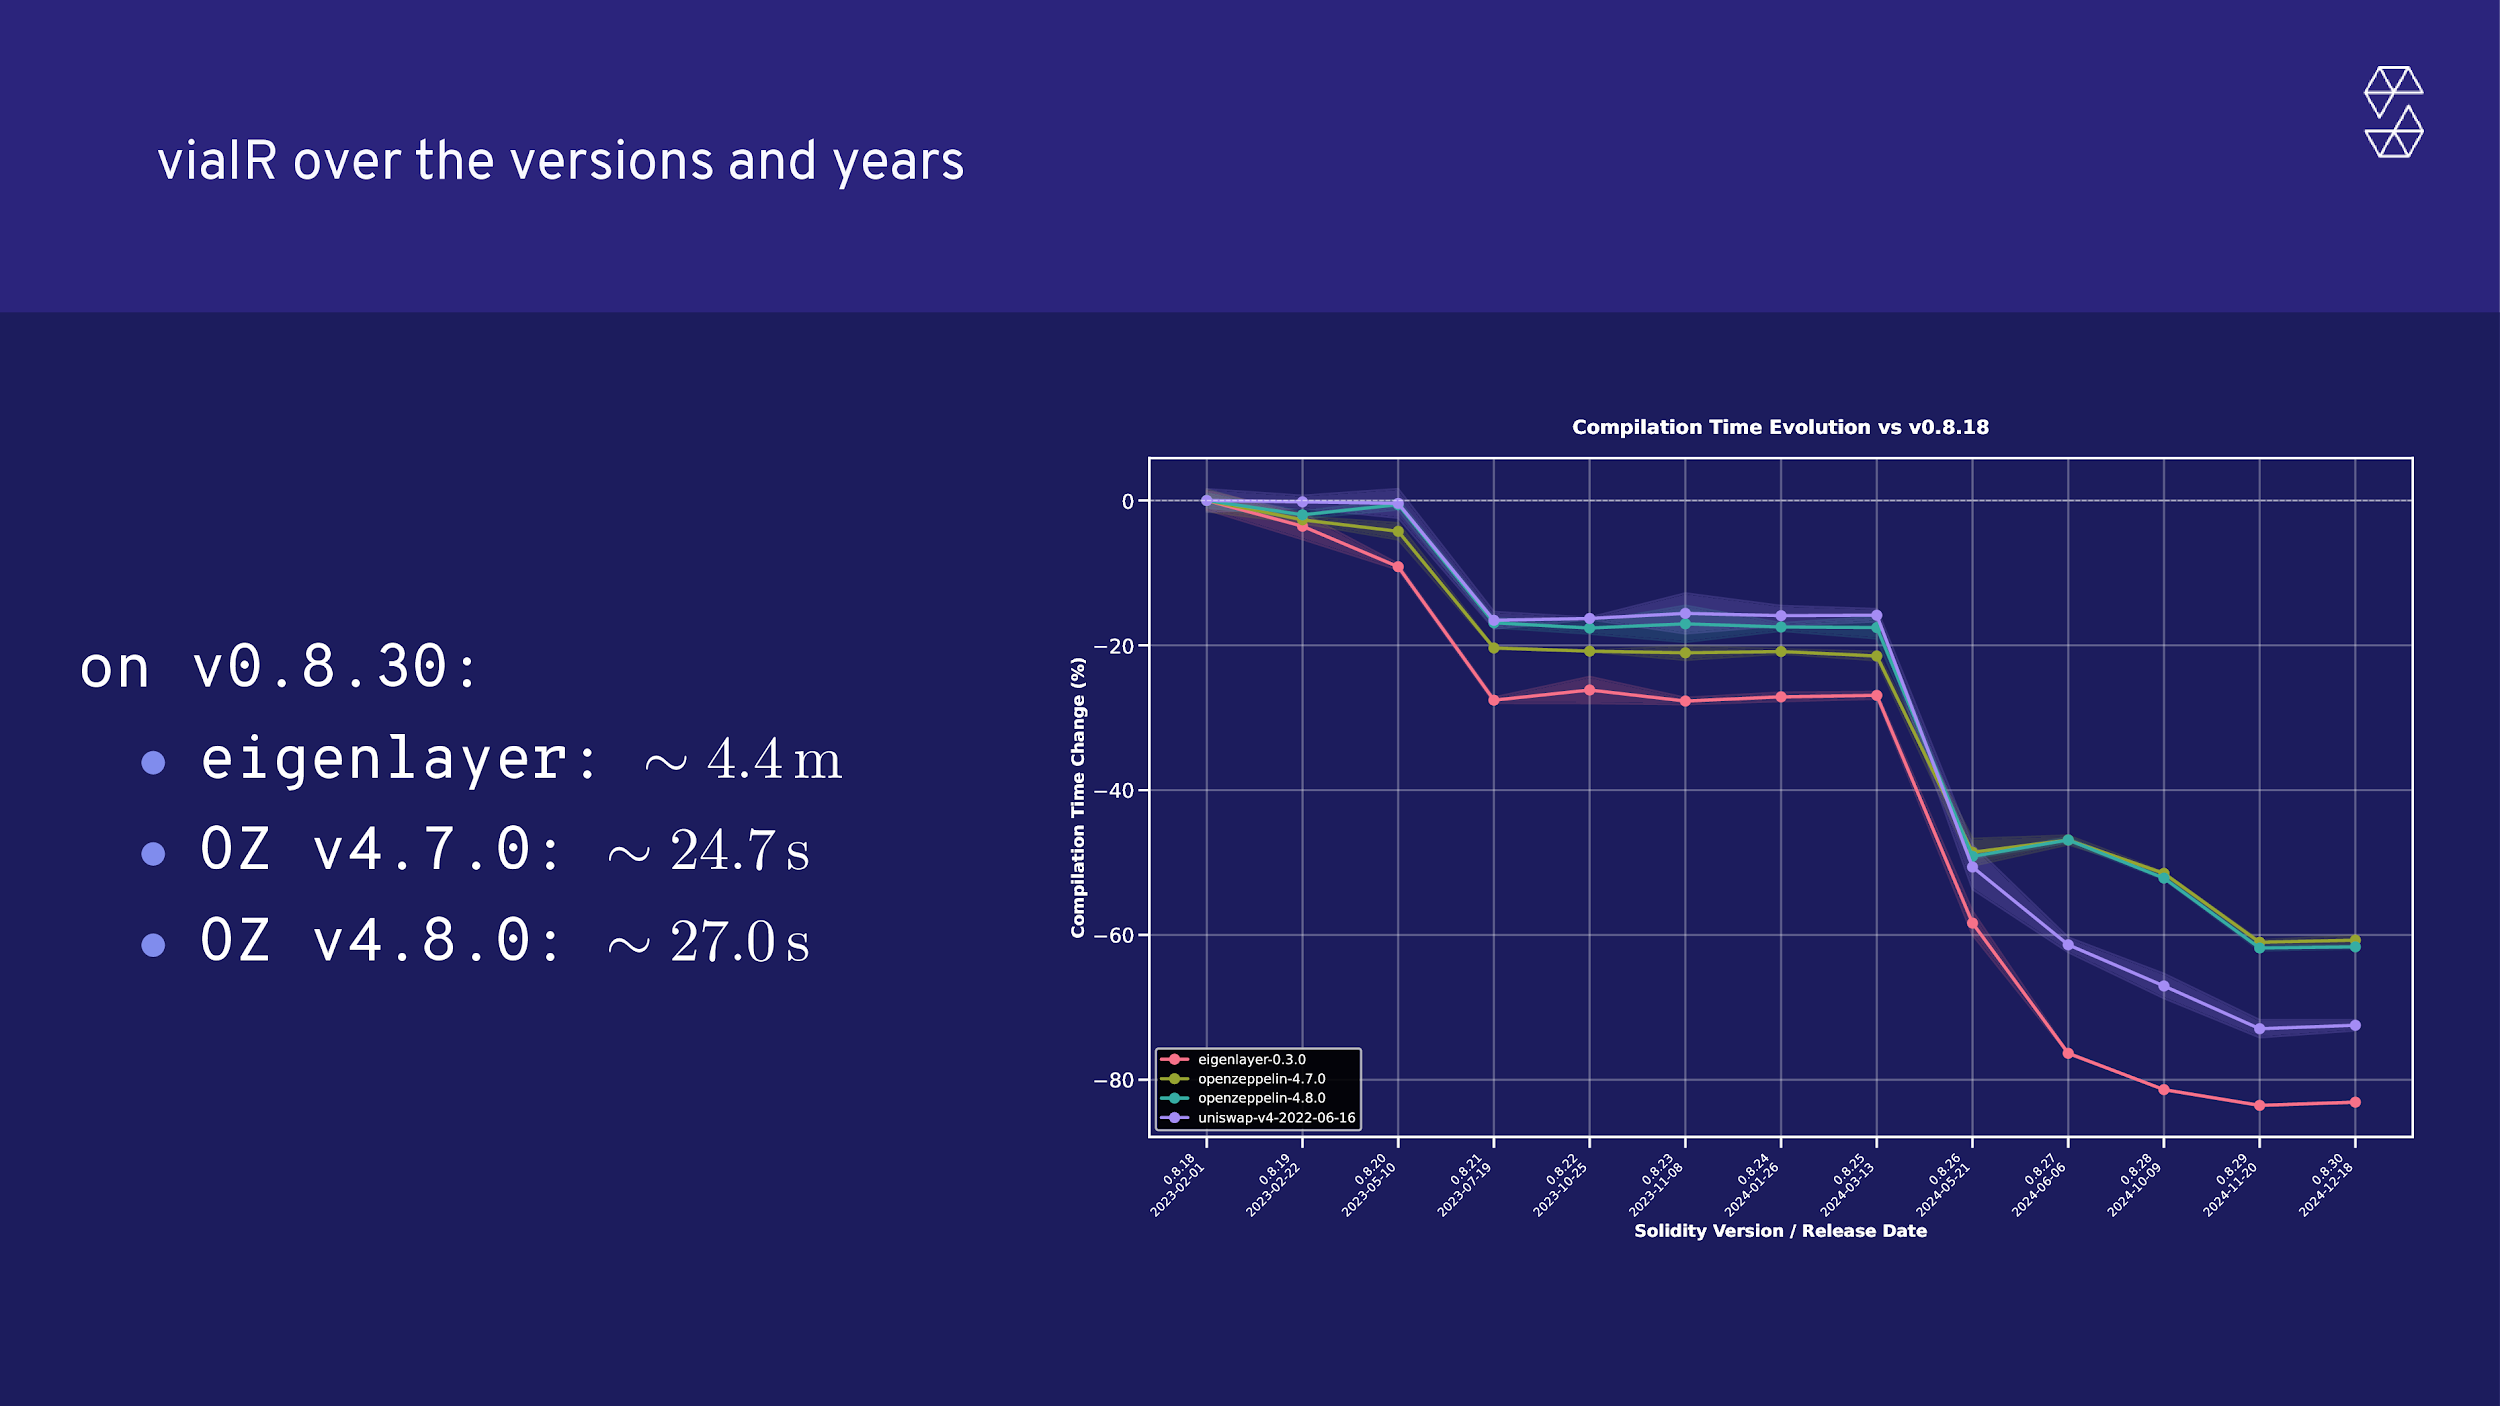 viaIR over the versions and years
on v0.8.30:
eigenlayer: ~ 4.4 m
OZ v4.7.0: ~ 24.7 s
OZ v4.8.0: ~ 27.0 s
Compilation Time Evolution vs v0.8.18
Compilation Time Change (%)
0
−20
−40
−60
−80
eigenlayer-0.3.0
openzeppelin-4.7.0
openzeppelin-4.8.0
uniswap-v4-2022-06-16
0.8.18
2023-02-01
0.8.19
2023-02-22
0.8.20
2023-05-10
0.8.21
2023-07-19
0.8.22
2023-10-25
0.8.23
2023-11-08
0.8.24
2024-01-26
0.8.25
2024-03-13
0.8.26
2024-05-21
0.8.27
2024-06-06
0.8.28
2024-10-09
0.8.29
2024-11-20
0.8.30
2024-12-18
Solidity Version / Release Date